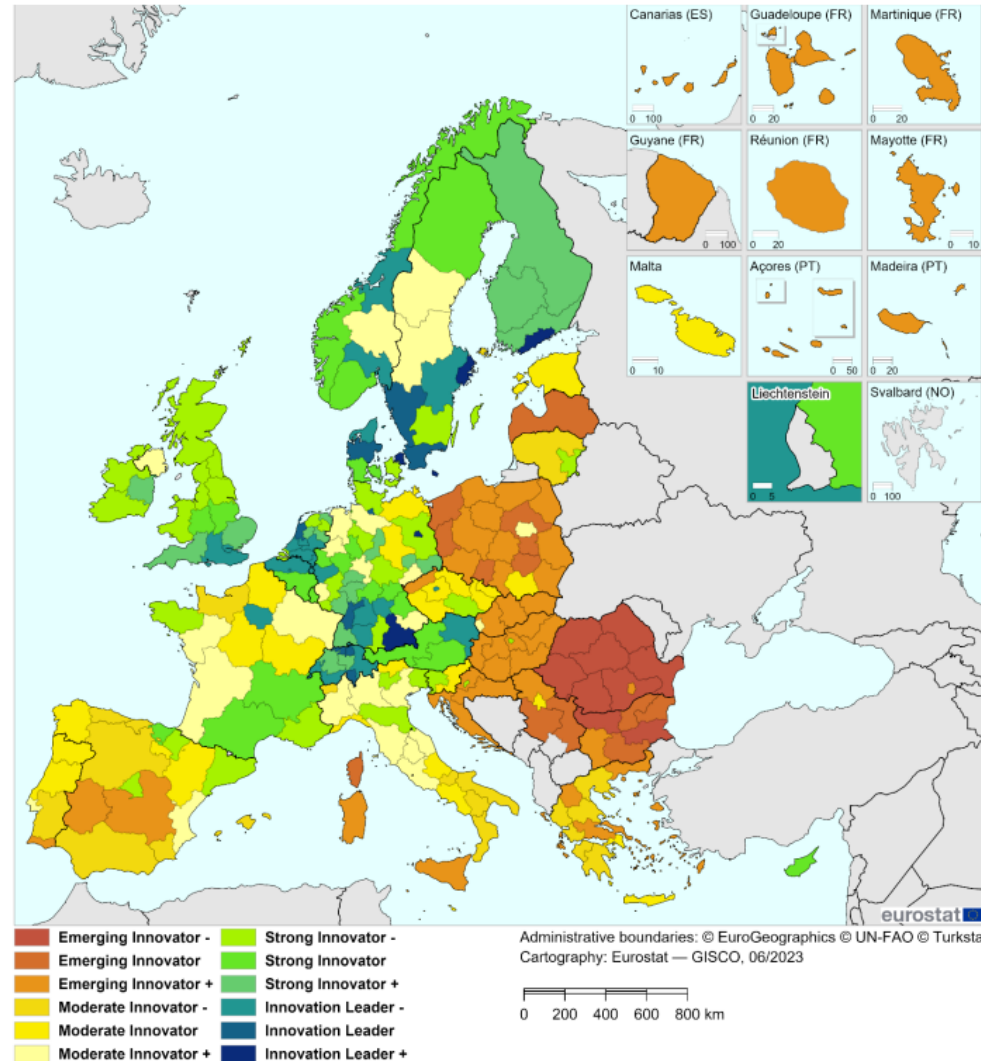 Canarias (ES)
0 100
Guadeloupe (FR)
0 20
Martinique (FR)
0 20
Guyane (FR)
0 100
Réunion (FR)
0 20
Mayotte (FR)
0 10
Malta
0 10
Açores (PT)
0 50
Madeira (PT)
0 20
Liechtenstein
0 5
Svalbard (NO)
0 100
eurostat
Emerging Innovator -
Emerging Innovator
Emerging Innovator +
Moderate Innovator -
Moderate Innovator
Moderate Innovator +
Strong Innovator -
Strong Innovator
Strong Innovator +
Innovation Leader -
Innovation Leader
Innovation Leader +
Administrative boundaries: © EuroGeographics © UN-FAO © Turksta
Cartography: Eurostat — GISCO, 06/2023
0 200 400 600 800 km